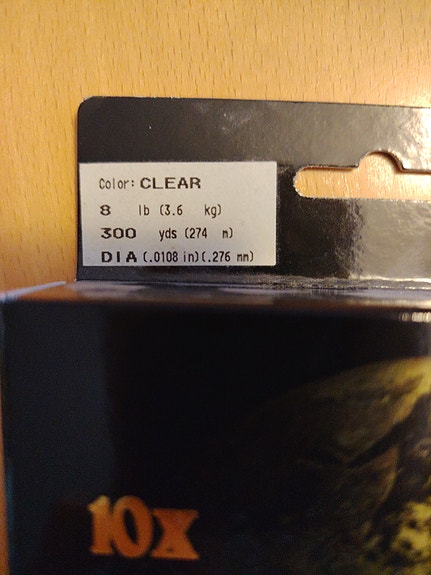 Color: CLEAR
8 lb (3.6 kg)
300 yds (274 m)
DIA (.0108 in)(.276 mm)
10x